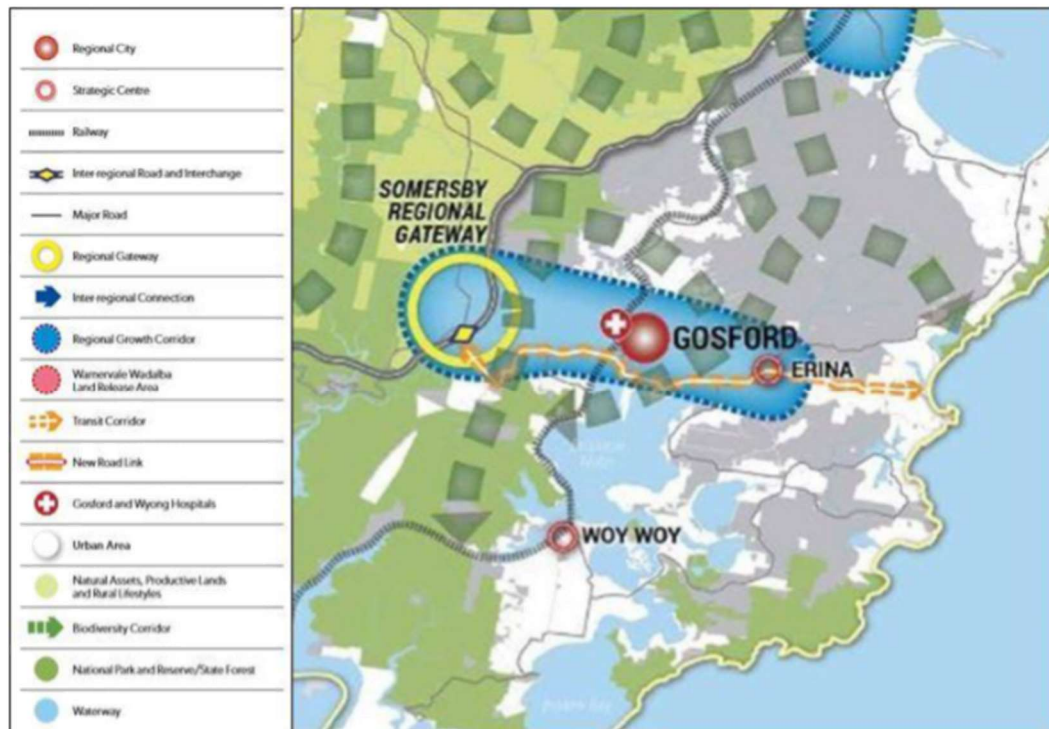 Regional City
Strategic Centre
Railway
Inter regional Road and Interchange
Major Road
Regional Gateway
Inter regional Connection
Regional Growth Corridor
Warnervale Wadalba
Land Release Area
Transit Corridor
New Road Link
Gosford and Wyong Hospitals
Urban Area
Natural Assets, Productive Lands
and Rural Lifestyles
Biodiversity Corridor
National Park and Reserve/State Forest
Waterway
SOMERSBY
REGIONAL
GATEWAY
GOSFORD
ERINA
WOY WOY